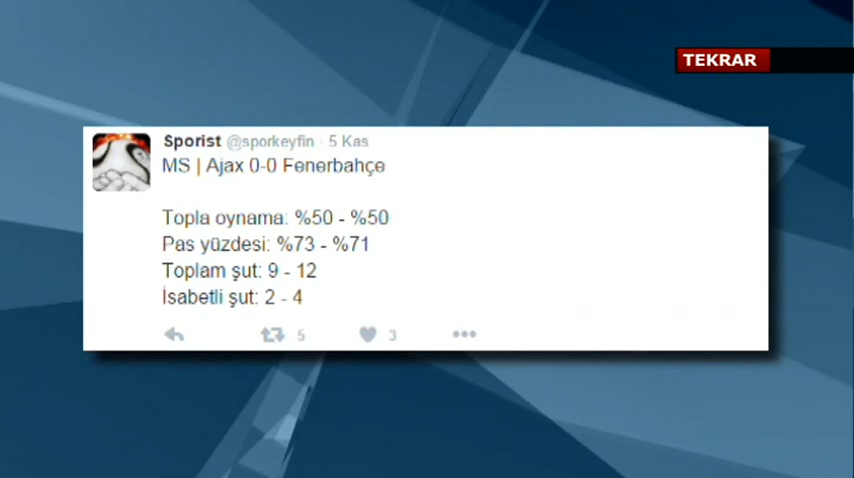 TEKRAR
Sporist @sporkeyfin · 5 Kas
MS | Ajax 0-0 Fenerbahçe
Topla oynama: %50 - %50
Pas yüzdesi: %73 - %71
Toplam şut: 9 - 12
İsabetli şut: 2 - 4
5 3